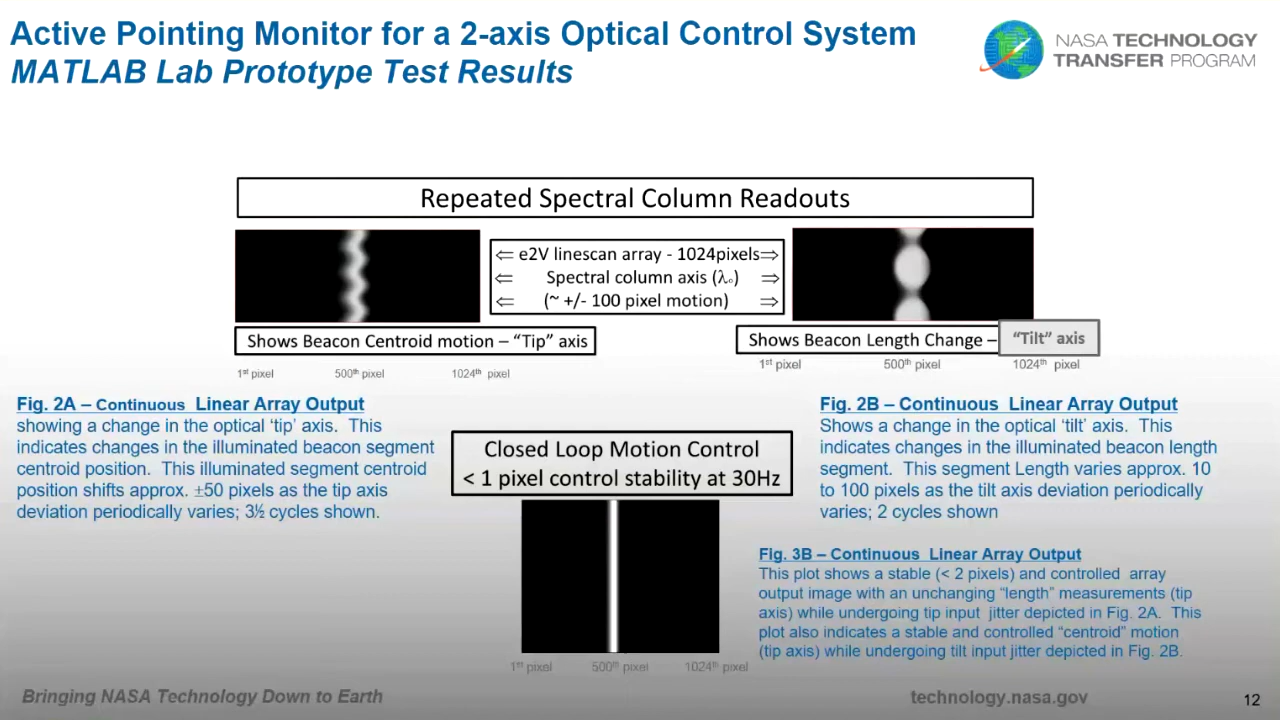 Active Pointing Monitor for a 2-axis Optical Control System
MATLAB Lab Prototype Test Results
NASA TECHNOLOGY
TRANSFER PROGRAM
Repeated Spectral Column Readouts
⇐ e2V linescan array - 1024pixels⇒
⇐ Spectral column axis (λₒ) ⇒
⇐ (~ +/- 100 pixel motion) ⇒
Shows Beacon Centroid motion – “Tip” axis
1st pixel 500th pixel 1024th pixel
Shows Beacon Length Change – “Tilt” axis
1st pixel 500th pixel 1024th pixel
Fig. 2A – Continuous Linear Array Output
showing a change in the optical ‘tip’ axis. This
indicates changes in the illuminated beacon segment
centroid position. This illuminated segment centroid
position shifts approx. ±50 pixels as the tip axis
deviation periodically varies; 3½ cycles shown.
Fig. 2B – Continuous Linear Array Output
Shows a change in the optical ‘tilt’ axis. This
indicates changes in the illuminated beacon length
segment. This segment Length varies approx. 10
to 100 pixels as the tilt axis deviation periodically
varies; 2 cycles shown
Closed Loop Motion Control
< 1 pixel control stability at 30Hz
1st pixel 500th pixel 1024th pixel
Fig. 3B – Continuous Linear Array Output
This plot shows a stable (< 2 pixels) and controlled array
output image with an unchanging “length” measurements (tip
axis) while undergoing tip input jitter depicted in Fig. 2A. This
plot also indicates a stable and controlled “centroid” motion
(tip axis) while undergoing tilt input jitter depicted in Fig. 2B.
Bringing NASA Technology Down to Earth
technology.nasa.gov
12